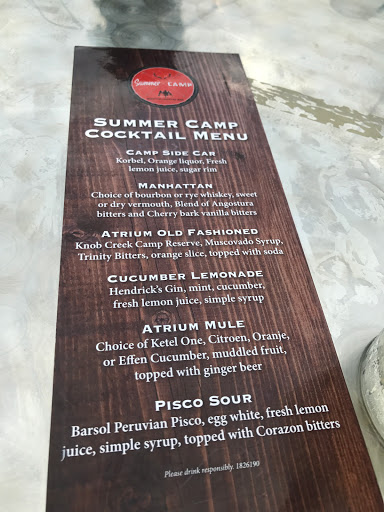 Summer CAMP
SUMMER CAMP
COCKTAIL MENU
CAMP SIDE CAR
Korbel, Orange liquor, Fresh
lemon juice, sugar rim
MANHATTAN
Choice of bourbon or rye whiskey, sweet
or dry vermouth, Blend of Angostura
bitters and Cherry bark vanilla bitters
ATRIUM OLD FASHIONED
Knob Creek Camp Reserve, Muscovado Syrup,
Trinity Bitters, orange slice, topped with soda
CUCUMBER LEMONADE
Hendrick's Gin, mint, cucumber,
fresh lemon juice, simple syrup
ATRIUM MULE
Choice of Ketel One, Citroen, Oranje,
or Effen Cucumber, muddled fruit,
topped with ginger beer
PISCO SOUR
Barsol Peruvian Pisco, egg white, fresh lemon
juice, simple syrup, topped with Corazon bitters
Please drink responsibly. 1826190